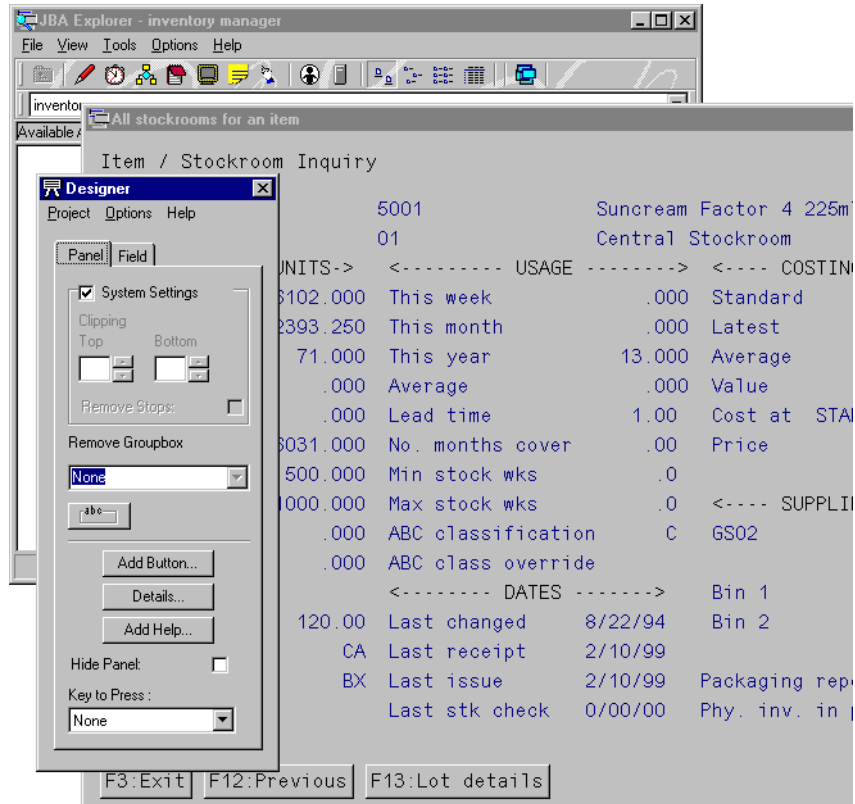 JBA Explorer - inventory manager
File View Tools Options Help
All stockrooms for an item
Item / Stockroom Inquiry
5001 Suncream Factor 4 225ml
01 Central Stockroom
UNITS-> <--------- USAGE --------> <---- COSTING
6102.000 This week .000 Standard
2393.250 This month .000 Latest
71.000 This year 13.000 Average
.000 Average .000 Value
.000 Lead time 1.00 Cost at STA
6031.000 No. months cover .00 Price
500.000 Min stock wks .0
1000.000 Max stock wks .0 <---- SUPPLI
.000 ABC classification C GS02
.000 ABC class override
<-------- DATES -------> Bin 1
120.00 Last changed 8/22/94 Bin 2
CA Last receipt 2/10/99
BX Last issue 2/10/99 Packaging rep
Last stk check 0/00/00 Phy. inv. in p
F3:Exit F12:Previous F13:Lot details
inventor
Available A
Designer
Project Options Help
Panel Field
System Settings
Clipping
Top Bottom
Remove Stops:
Remove Groupbox
None
abc
Add Button...
Details...
Add Help...
Hide Panel:
Key to Press :
None